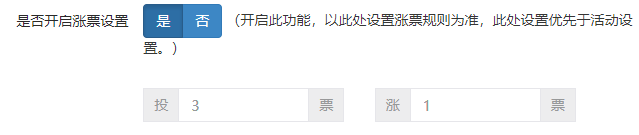 是否开启涨票设置 是 否 （开启此功能，以此处设置涨票规则为准，此处设置优先于活动设
置。）
投 3 票 涨 1 票